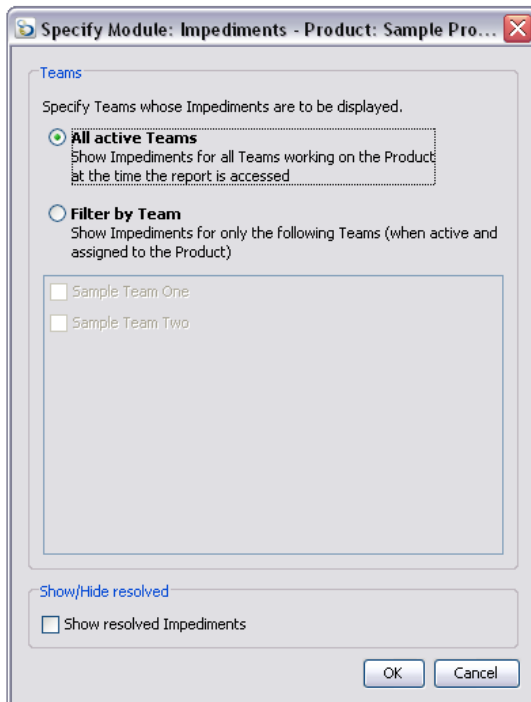 Specify Module: Impediments - Product: Sample Pro...
Teams
Specify Teams whose Impediments are to be displayed.
All active Teams
Show Impediments for all Teams working on the Product
at the time the report is accessed
Filter by Team
Show Impediments for only the following Teams (when active and
assigned to the Product)
Sample Team One
Sample Team Two
Show/Hide resolved
Show resolved Impediments
OK Cancel